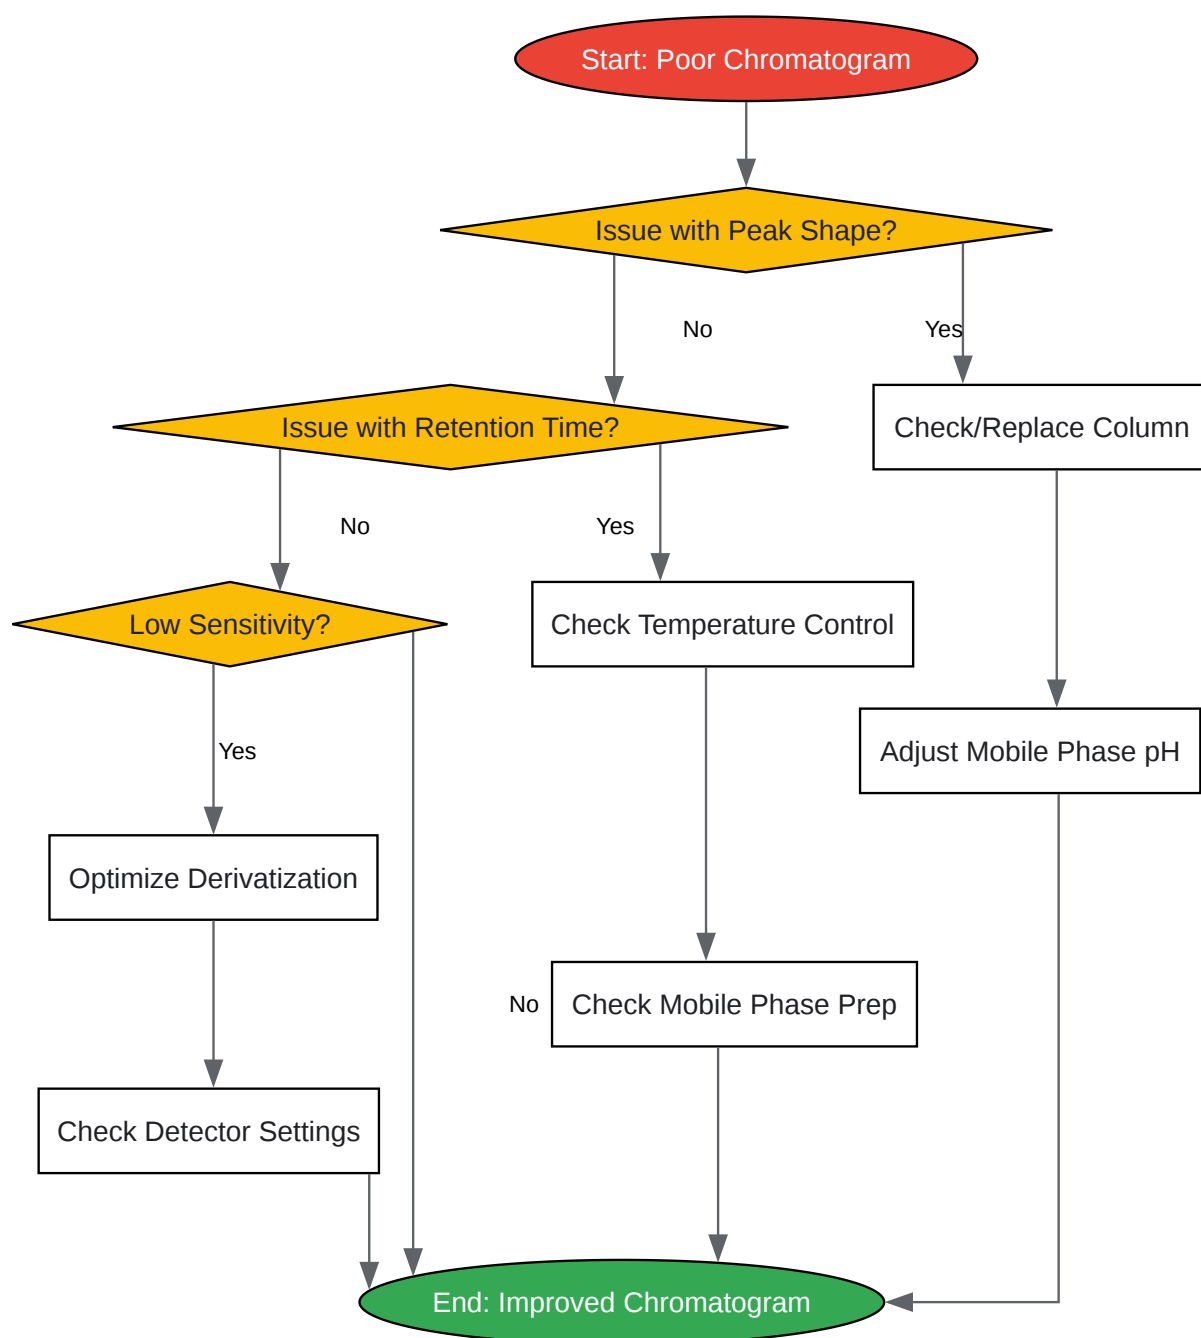 Start: Poor Chromatogram
Issue with Peak Shape?
No
Yes
Issue with Retention Time?
Check/Replace Column
No
Yes
Low Sensitivity?
Check Temperature Control
Yes
Adjust Mobile Phase pH
Optimize Derivatization
No
Check Mobile Phase Prep
Check Detector Settings
End: Improved Chromatogram